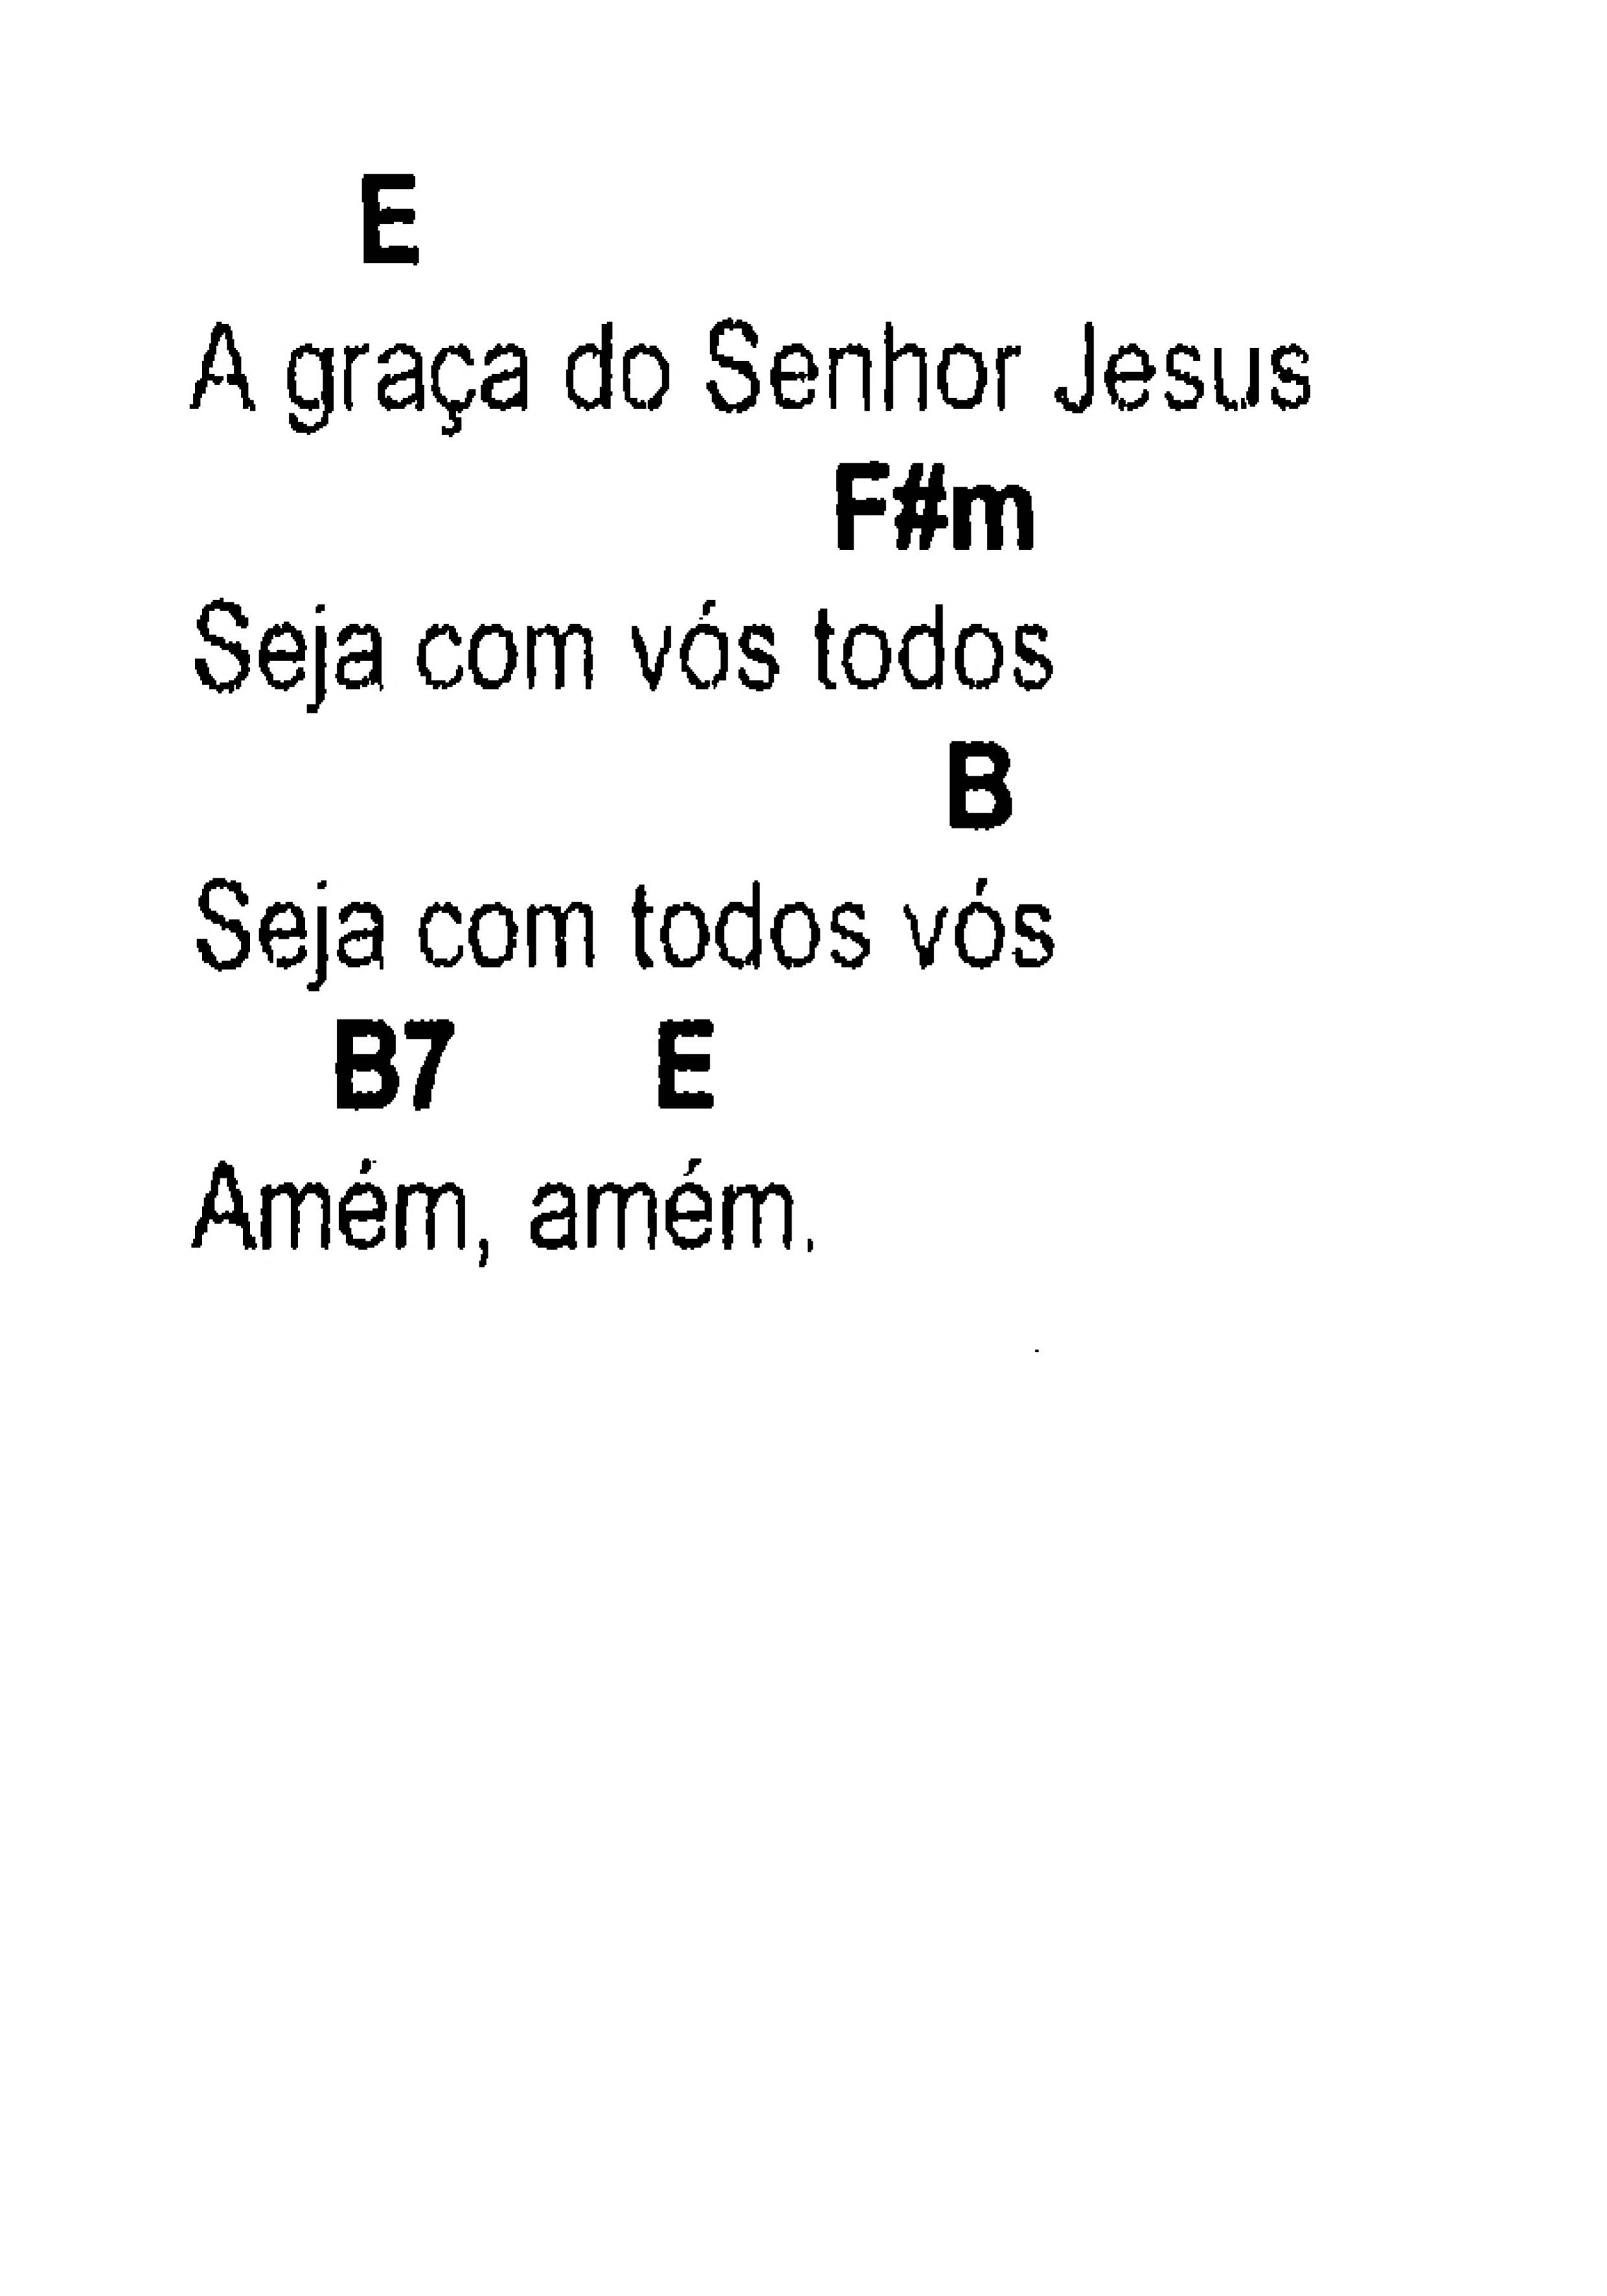 E
A graça do Senhor Jesus
F#m
Seja com vós todos
B
Seja com todos vós
B7 E
Amém, amém.